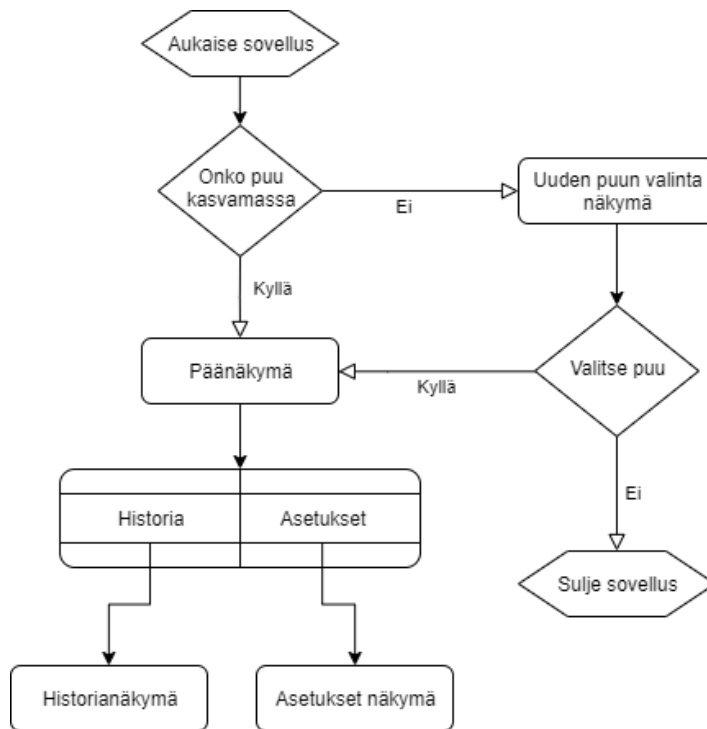 Aukaise sovellus
Onko puu
kasvamassa
Ei
Uuden puun valinta
näkymä
Kyllä
Päänäkymä
Kyllä
Valitse puu
Ei
Historia
Asetukset
Sulje sovellus
Historianäkymä
Asetukset näkymä